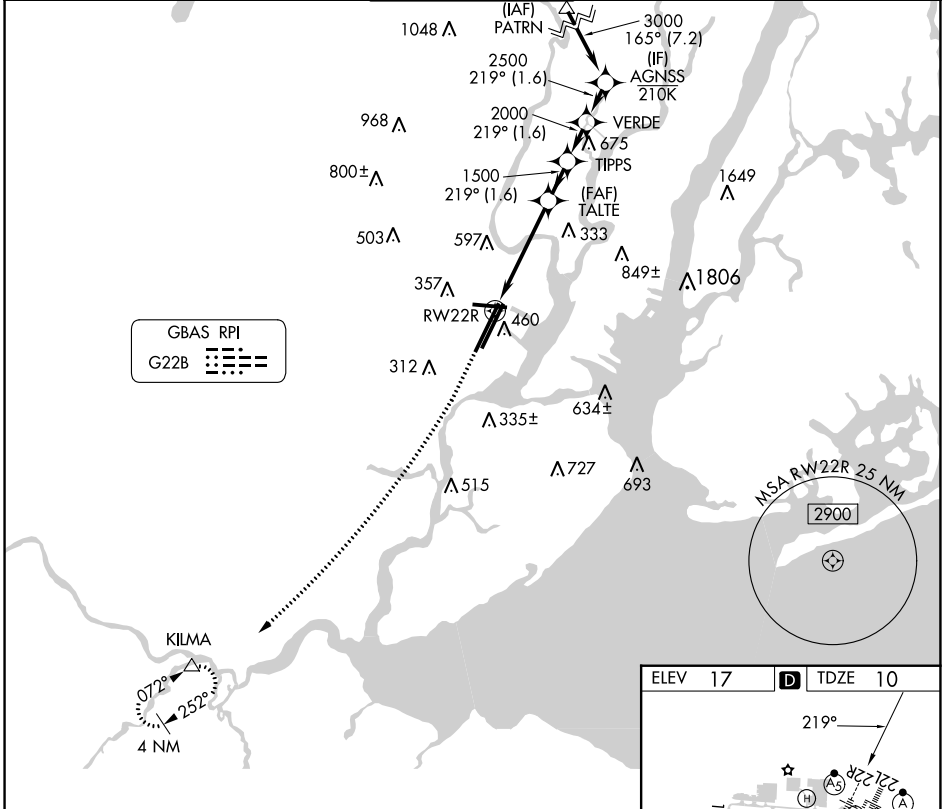 (IAF)
PATRN
3000
165° (7.2)
1048
(IF)
AGNSS
210K
2500
219° (1.6)
2000
219° (1.6)
VERDE
968
675
TIPPS
800±
1500
219° (1.6)
(FAF)
TALTE
1649
503
597
333
849±
1806
357
RW22R
460
GBAS RPI
G22B
312
335±
634±
727
693
515
MSA RW22R 25 NM
2900
KILMA
072°
252°
4 NM
ELEV 17
D
TDZE 10
219°
22R
22L
A5
A
H